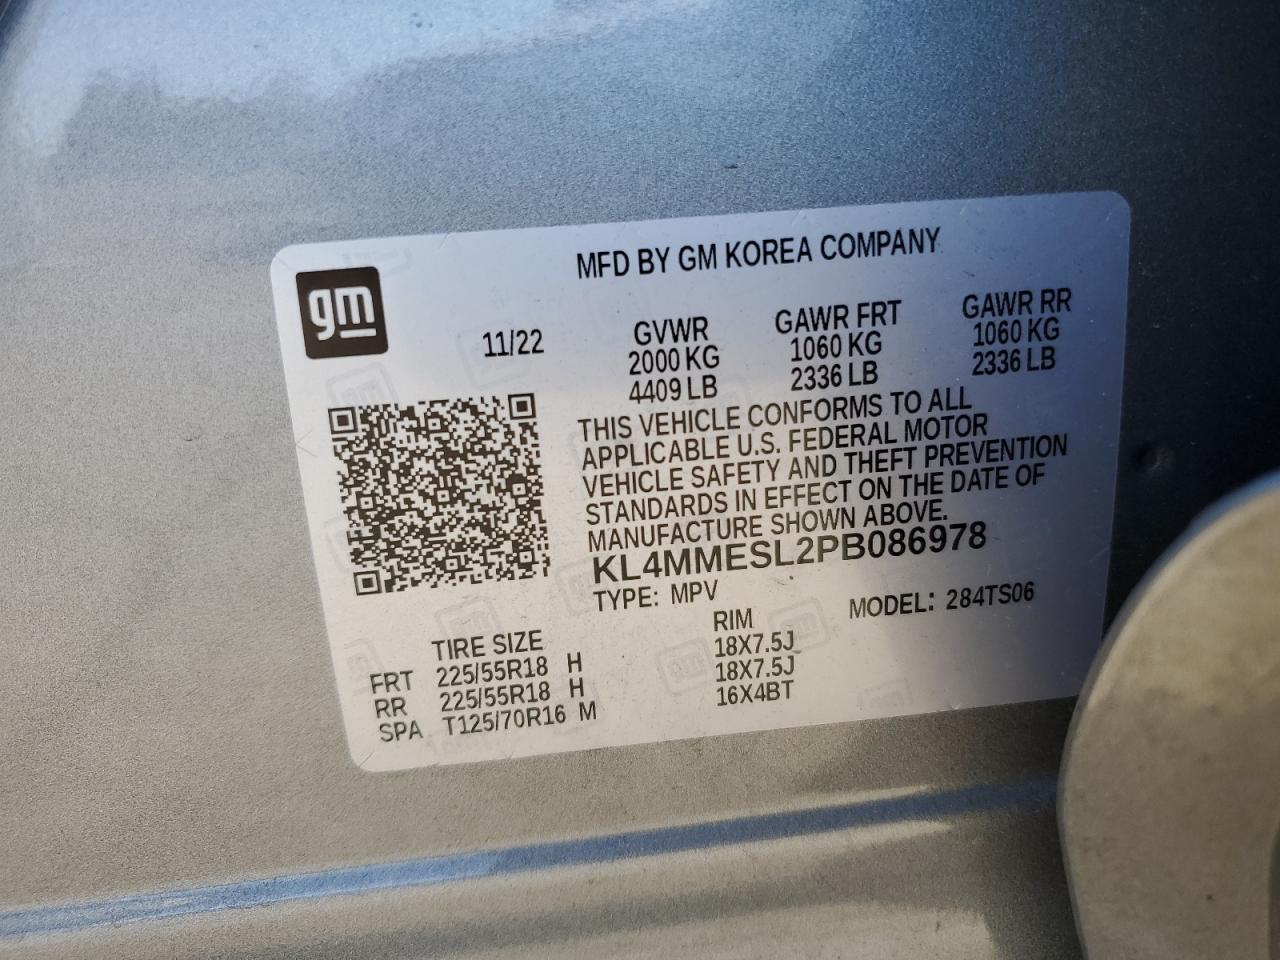 MFD BY GM KOREA COMPANY
gm
11/22
GVWR GAWR FRT GAWR RR
2000 KG 1060 KG 1060 KG
4409 LB 2336 LB 2336 LB
THIS VEHICLE CONFORMS TO ALL
APPLICABLE U.S. FEDERAL MOTOR
VEHICLE SAFETY AND THEFT PREVENTION
STANDARDS IN EFFECT ON THE DATE OF
MANUFACTURE SHOWN ABOVE.
KL4MMESL2PB086978
TYPE: MPV MODEL: 284TS06
TIRE SIZE RIM
FRT 225/55R18 H 18X7.5J
RR 225/55R18 H 18X7.5J
SPA T125/70R16 M 16X4BT